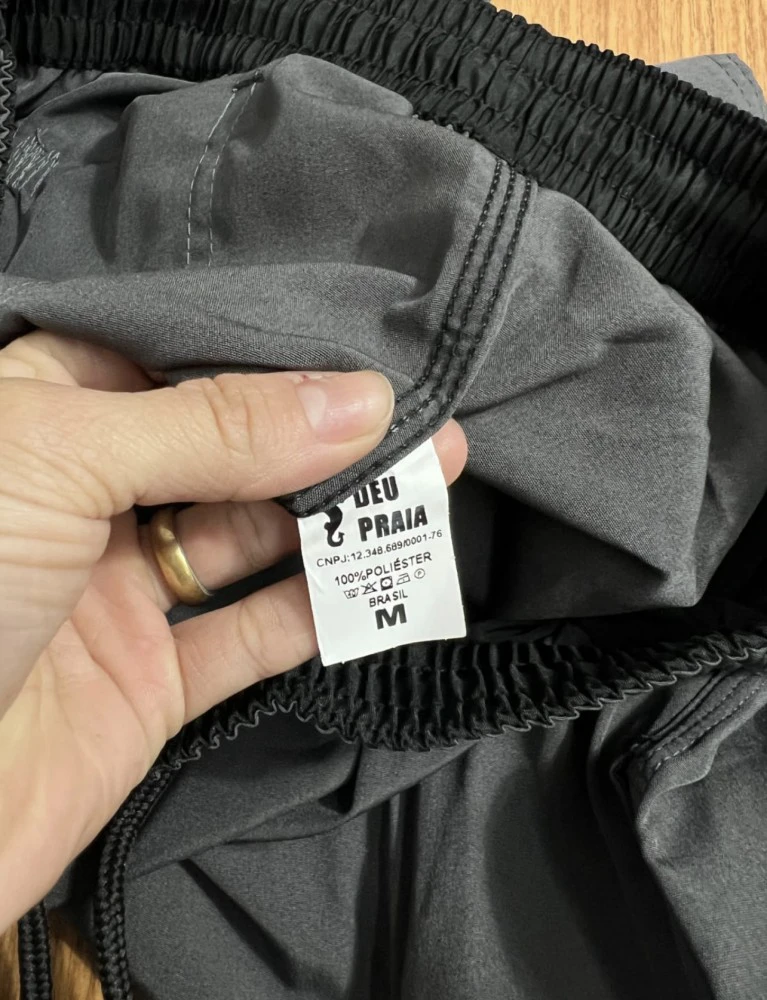 DEU
PRAIA
CNPJ:12.348.689/0001-76
100%POLIÉSTER
BRASIL
M